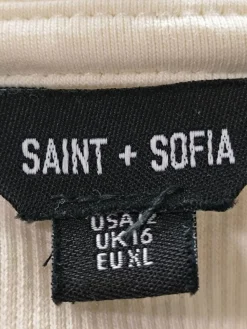 SAINT + SOFIA
USA 12
UK 16
EU XL